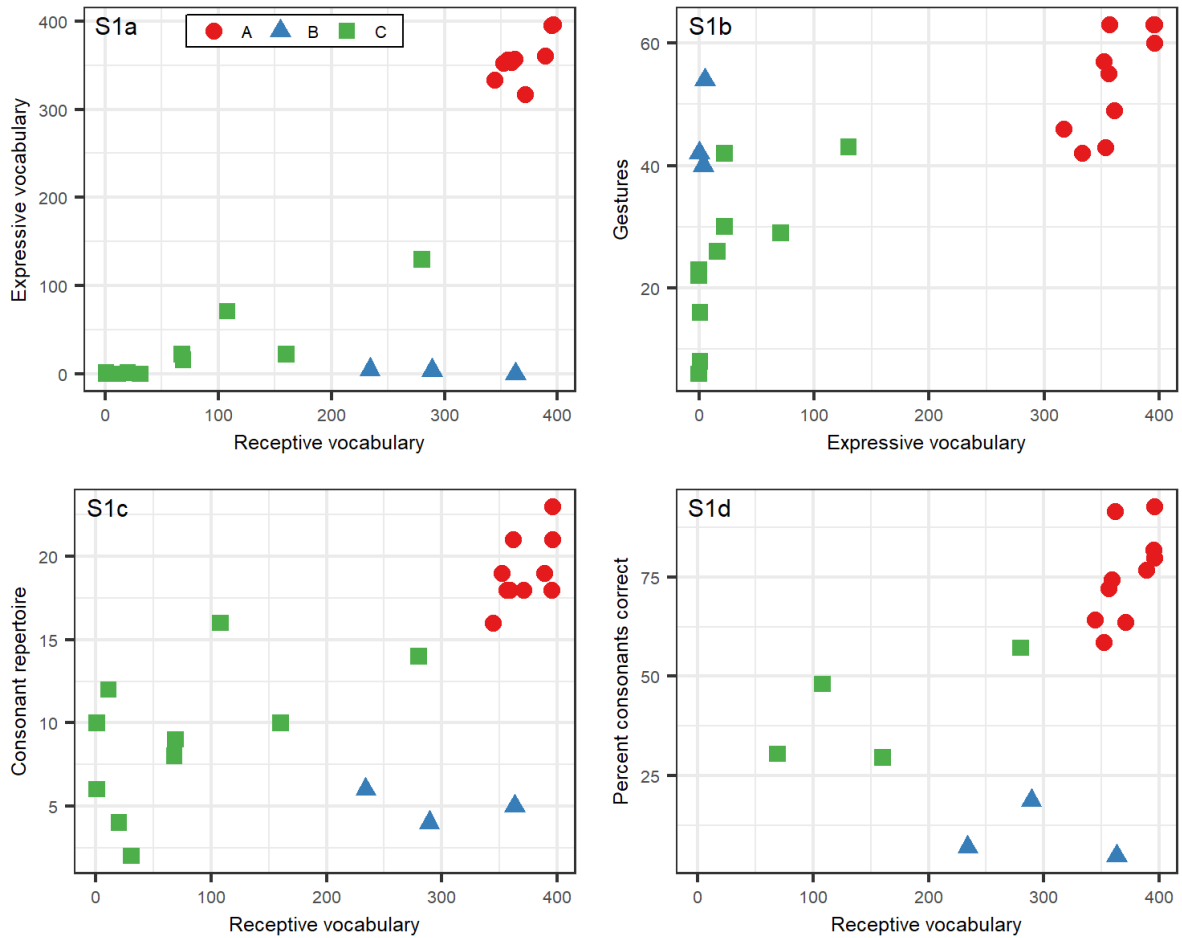 S1a
A B C
400
300
200
100
0
Expressive vocabulary
0 100 200 300 400
Receptive vocabulary
S1b
60
40
20
Gestures
0 100 200 300 400
Expressive vocabulary
S1c
20
15
10
5
Consonant repertoire
0 100 200 300 400
Receptive vocabulary
S1d
75
50
25
Percent consonants correct
0 100 200 300 400
Receptive vocabulary